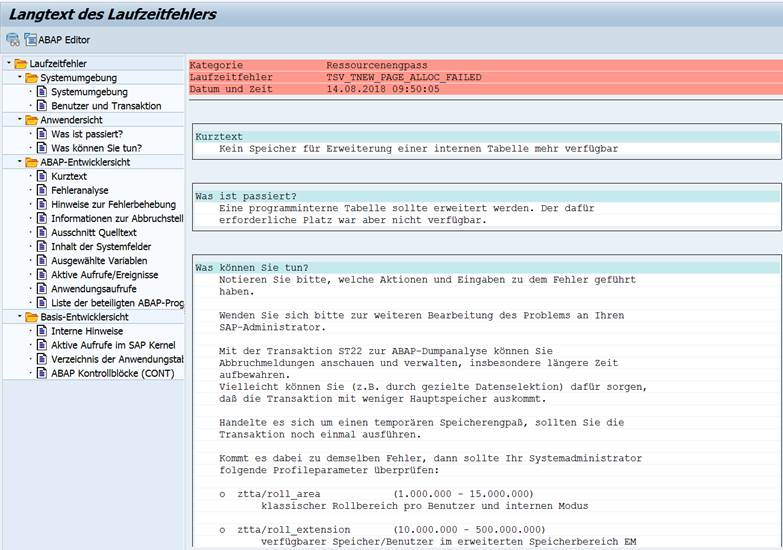 Langtext des Laufzeitfehlers
ABAP Editor
Laufzeitfehler
Systemumgebung
Systemumgebung
Benutzer und Transaktion
Anwendersicht
Was ist passiert?
Was können Sie tun?
ABAP-Entwicklersicht
Kurztext
Fehleranalyse
Hinweise zur Fehlerbehebung
Informationen zur Abbruchstell
Ausschnitt Quelltext
Inhalt der Systemfelder
Ausgewählte Variablen
Aktive Aufrufe/Ereignisse
Anwendungsaufrufe
Liste der beteiligten ABAP-Prog
Basis-Entwicklersicht
Interne Hinweise
Aktive Aufrufe im SAP Kernel
Verzeichnis der Anwendungstal
ABAP Kontrollblöcke (CONT)
Kategorie Ressourcenengpass
Laufzeitfehler TSV_TNEW_PAGE_ALLOC_FAILED
Datum und Zeit 14.08.2018 09:50:05
Kurztext
Kein Speicher für Erweiterung einer internen Tabelle mehr verfügbar
Was ist passiert?
Eine programminterne Tabelle sollte erweitert werden. Der dafür
erforderliche Platz war aber nicht verfügbar.
Was können Sie tun?
Notieren Sie bitte, welche Aktionen und Eingaben zu dem Fehler geführt
haben.
Wenden Sie sich bitte zur weiteren Bearbeitung des Problems an Ihren
SAP-Administrator.
Mit der Transaktion ST22 zur ABAP-Dumpanalyse können Sie
Abbruchmeldungen anschauen und verwalten, insbesondere längere Zeit
aufbewahren.
Vielleicht können Sie (z.B. durch gezielte Datenselektion) dafür sorgen,
daß die Transaktion mit weniger Hauptspeicher auskommt.
Handelte es sich um einen temporären Speicherengpaß, sollten Sie die
Transaktion noch einmal ausführen.
Kommt es dabei zu demselben Fehler, dann sollte Ihr Systemadministrator
folgende Profileparameter überprüfen:
o ztta/roll_area (1.000.000 - 15.000.000)
klassischer Rollbereich pro Benutzer und internen Modus
o ztta/roll_extension (10.000.000 - 500.000.000)
verfügbarer Speicher/Benutzer im erweiterten Speicherbereich EM